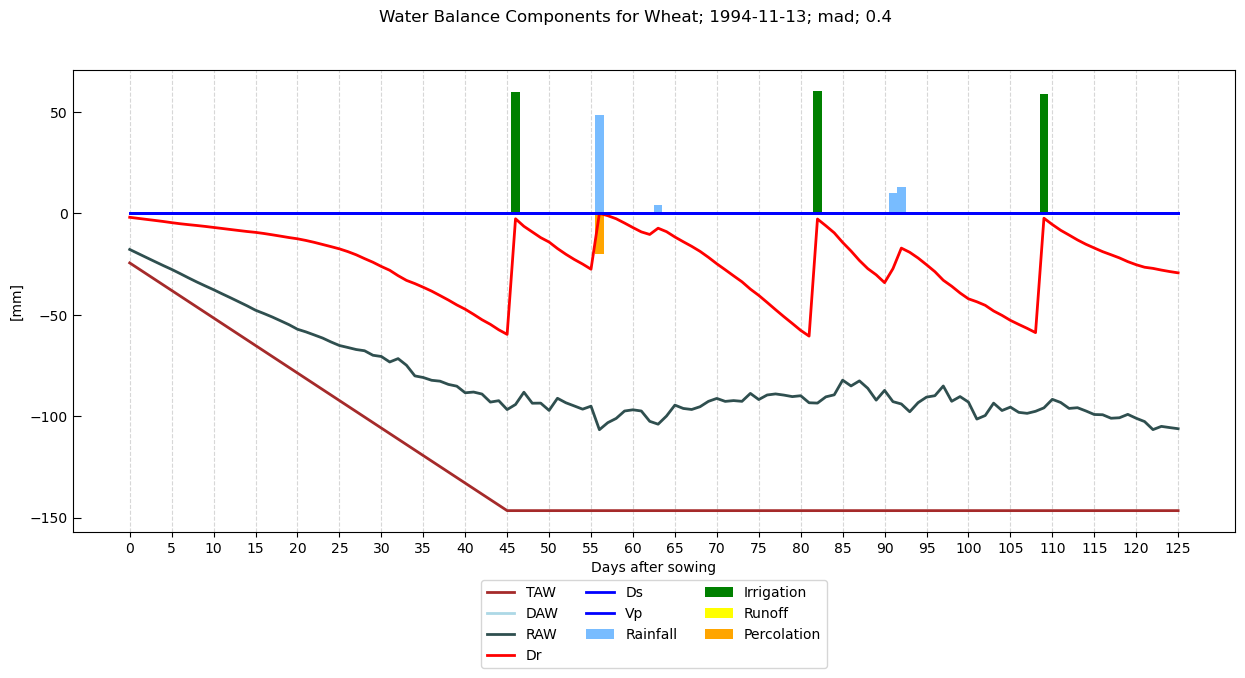 Water Balance Components for Wheat; 1994-11-13; mad; 0.4
50
0
−50
−100
−150
[mm]
0 5 10 15 20 25 30 35 40 45 50 55 60 65 70 75 80 85 90 95 100 105 110 115 120 125
Days after sowing
TAW Ds Irrigation
DAW Vp Runoff
RAW Rainfall Percolation
Dr